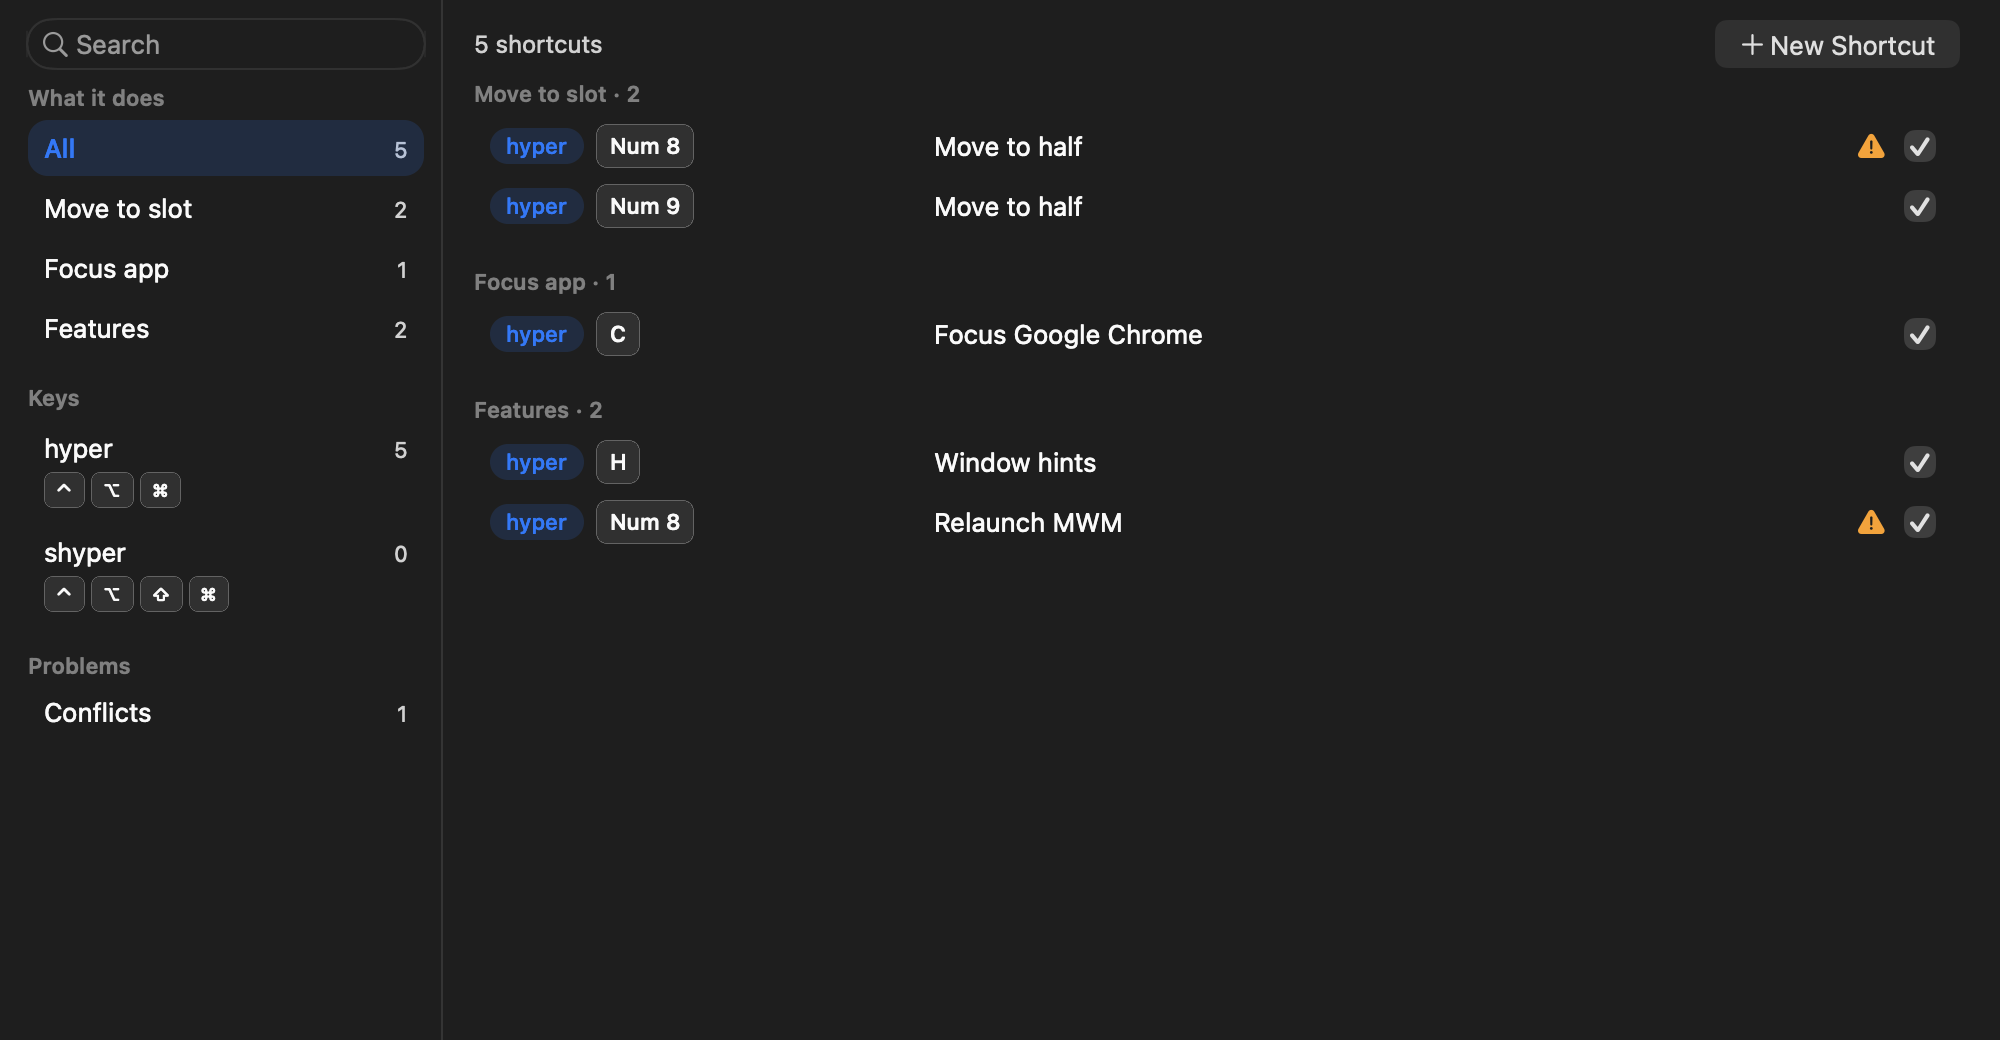 Search
What it does
All 5
Move to slot 2
Focus app 1
Features 2
Keys
hyper 5
^ ⌥ ⌘
shyper 0
^ ⌥ ⇧ ⌘
Problems
Conflicts 1
5 shortcuts
+ New Shortcut
Move to slot · 2
hyper Num 8 Move to half
hyper Num 9 Move to half
Focus app · 1
hyper C Focus Google Chrome
Features · 2
hyper H Window hints
hyper Num 8 Relaunch MWM